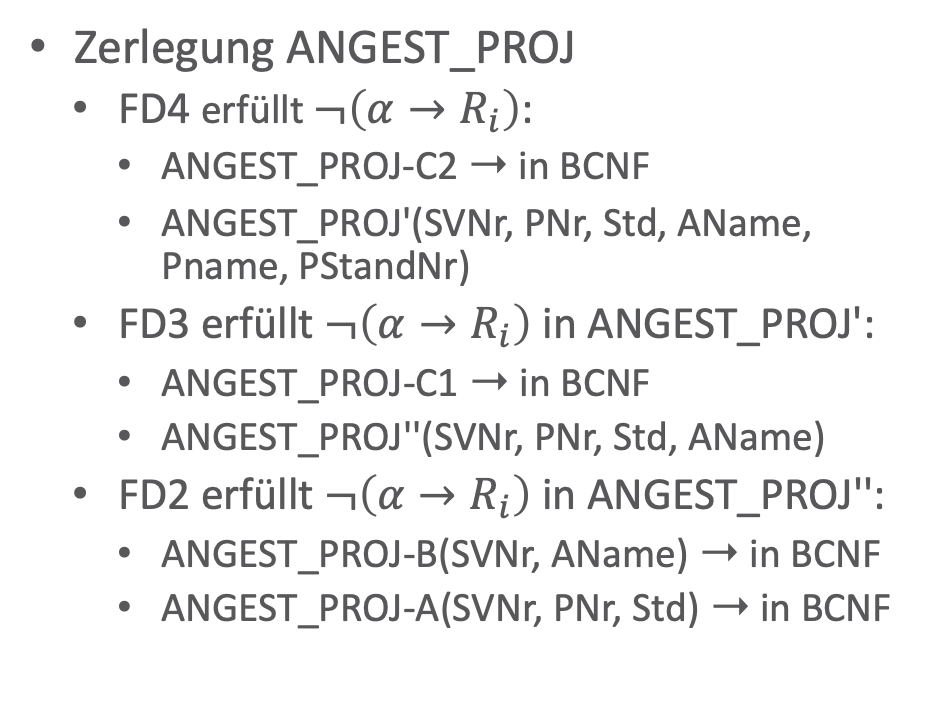 • Zerlegung ANGEST_PROJ
• FD4 erfüllt ¬(α → Rᵢ):
• ANGEST_PROJ-C2 → in BCNF
• ANGEST_PROJ'(SVNr, PNr, Std, AName,
Pname, PStandNr)
• FD3 erfüllt ¬(α → Rᵢ) in ANGEST_PROJ':
• ANGEST_PROJ-C1 → in BCNF
• ANGEST_PROJ''(SVNr, PNr, Std, AName)
• FD2 erfüllt ¬(α → Rᵢ) in ANGEST_PROJ'':
• ANGEST_PROJ-B(SVNr, AName) → in BCNF
• ANGEST_PROJ-A(SVNr, PNr, Std) → in BCNF